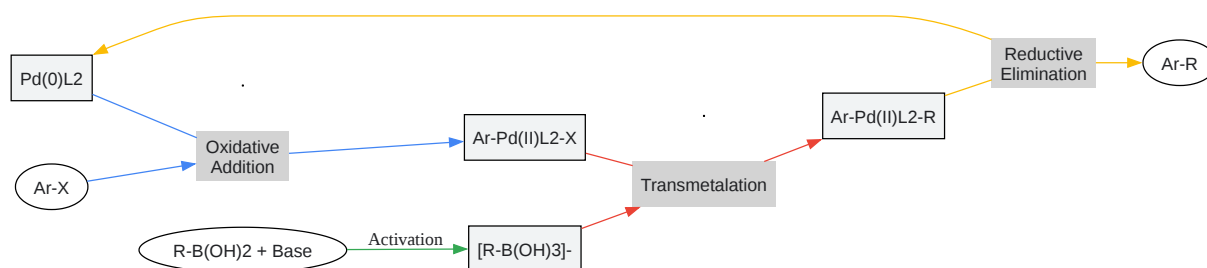 Pd(0)L2
Ar-X
Oxidative
Addition
R-B(OH)2 + Base
Activation
[R-B(OH)3]-
Ar-Pd(II)L2-X
Transmetalation
Ar-Pd(II)L2-R
Reductive
Elimination
Ar-R